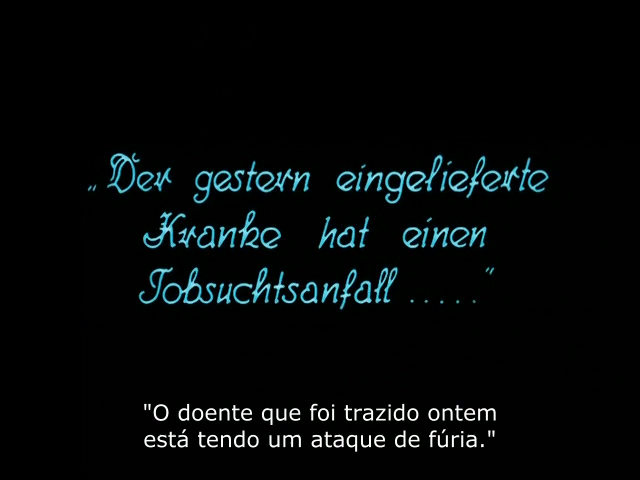 „Der gestern eingelieferte
Kranke hat einen
Tobsuchtsanfall ....."
"O doente que foi trazido ontem
está tendo um ataque de fúria."